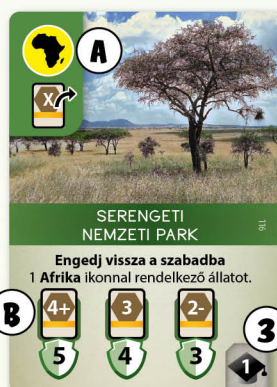 A
X
SERENGETI
NEMZETI PARK
116
Engedj vissza a szabadba
1 Afrika ikonnal rendelkező állatot.
B
4+ 3 2-
3
5 4 3
1